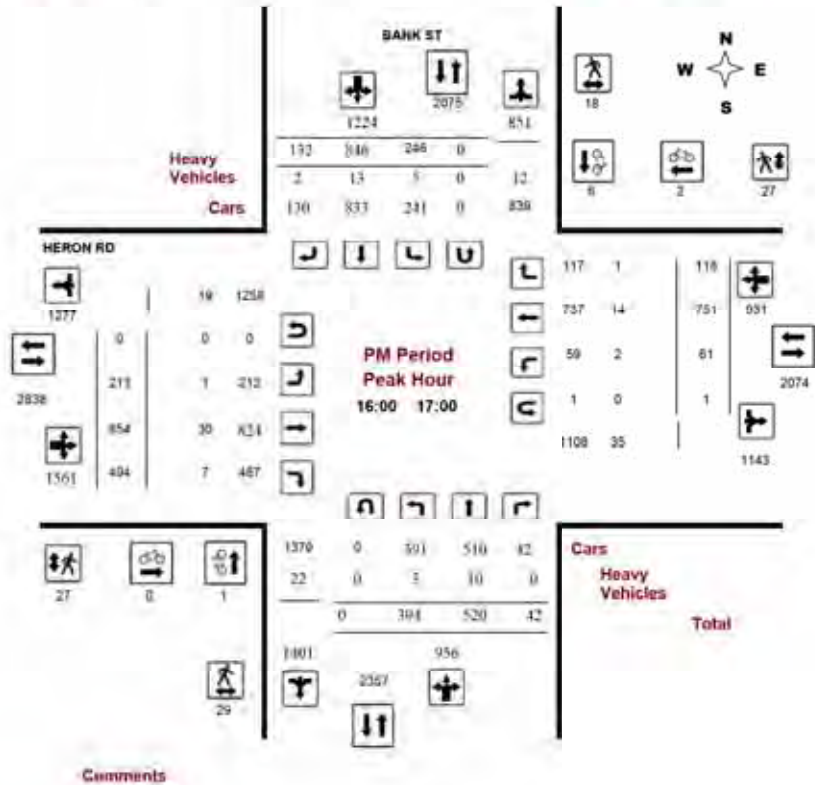 BANK ST
N
W E
S
2075
18
1224 851
132 846 246 0
Heavy
Vehicles 2 13 5 0 12
6 2 27
Cars 130 833 241 0 839
HERON RD
117 1 118
19 1258
1277 931
737 14 751
0 0 0
PM Period
Peak Hour
59 2 61
2074
213 1 212
2838
16:00 17:00
1 0 1
854 30 824
1108 35
1143
1561 494 7 487
1379 0 391 510 42 Cars
22 0 3 10 0 Heavy
Vehicles
27 0 1
0 394 520 42 Total
1401 956
2357
29
Comments